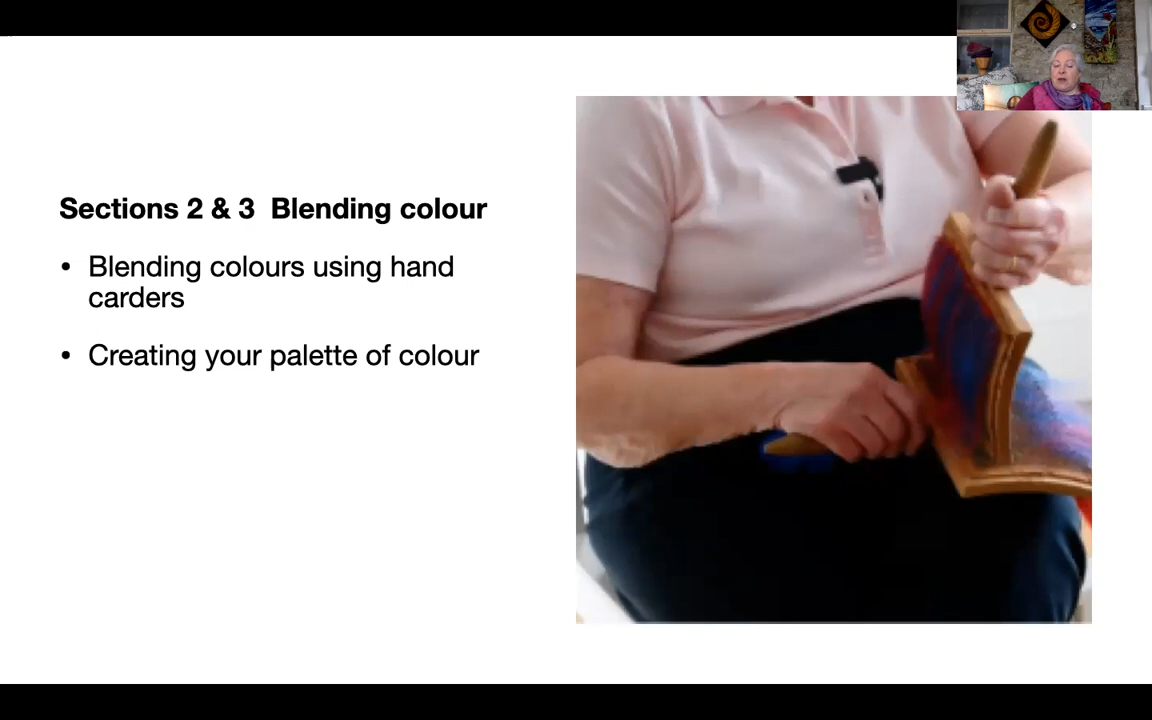 Sections 2 & 3  Blending colour
• Blending colours using hand
carders
• Creating your palette of colour